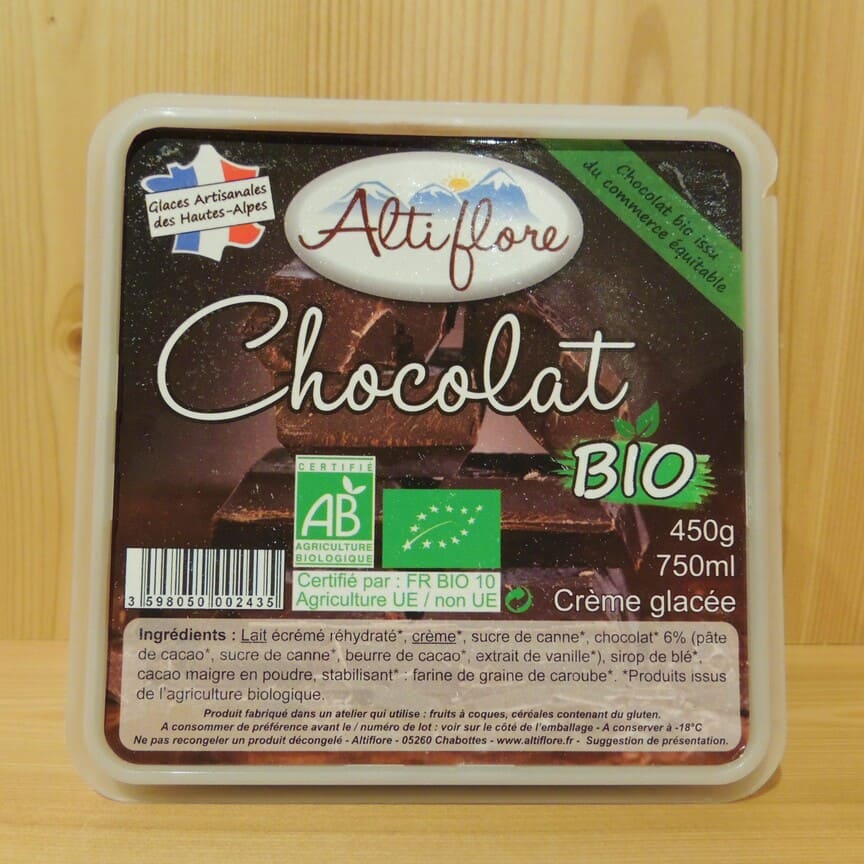 Glaces Artisanales
des Hautes-Alpes
Altiflore
Chocolat bio issu
du commerce équitable
Chocolat
BIO
CERTIFIÉ
AB
AGRICULTURE
BIOLOGIQUE
450g
750ml
Crème glacée
3 598050 002435
Certifié par : FR BIO 10
Agriculture UE / non UE
Ingrédients : Lait écrémé réhydraté*, crème*, sucre de canne*, chocolat* 6% (pâte
de cacao*, sucre de canne*, beurre de cacao*, extrait de vanille*), sirop de blé*,
cacao maigre en poudre, stabilisant* : farine de graine de caroube*. *Produits issus
de l'agriculture biologique.
Produit fabriqué dans un atelier qui utilise : fruits à coques, céréales contenant du gluten.
A consommer de préférence avant le / numéro de lot : voir sur le côté de l'emballage - A conserver à -18°C
Ne pas recongeler un produit décongelé - Altiflore - 05260 Chabottes - www.altiflore.fr - Suggestion de présentation.